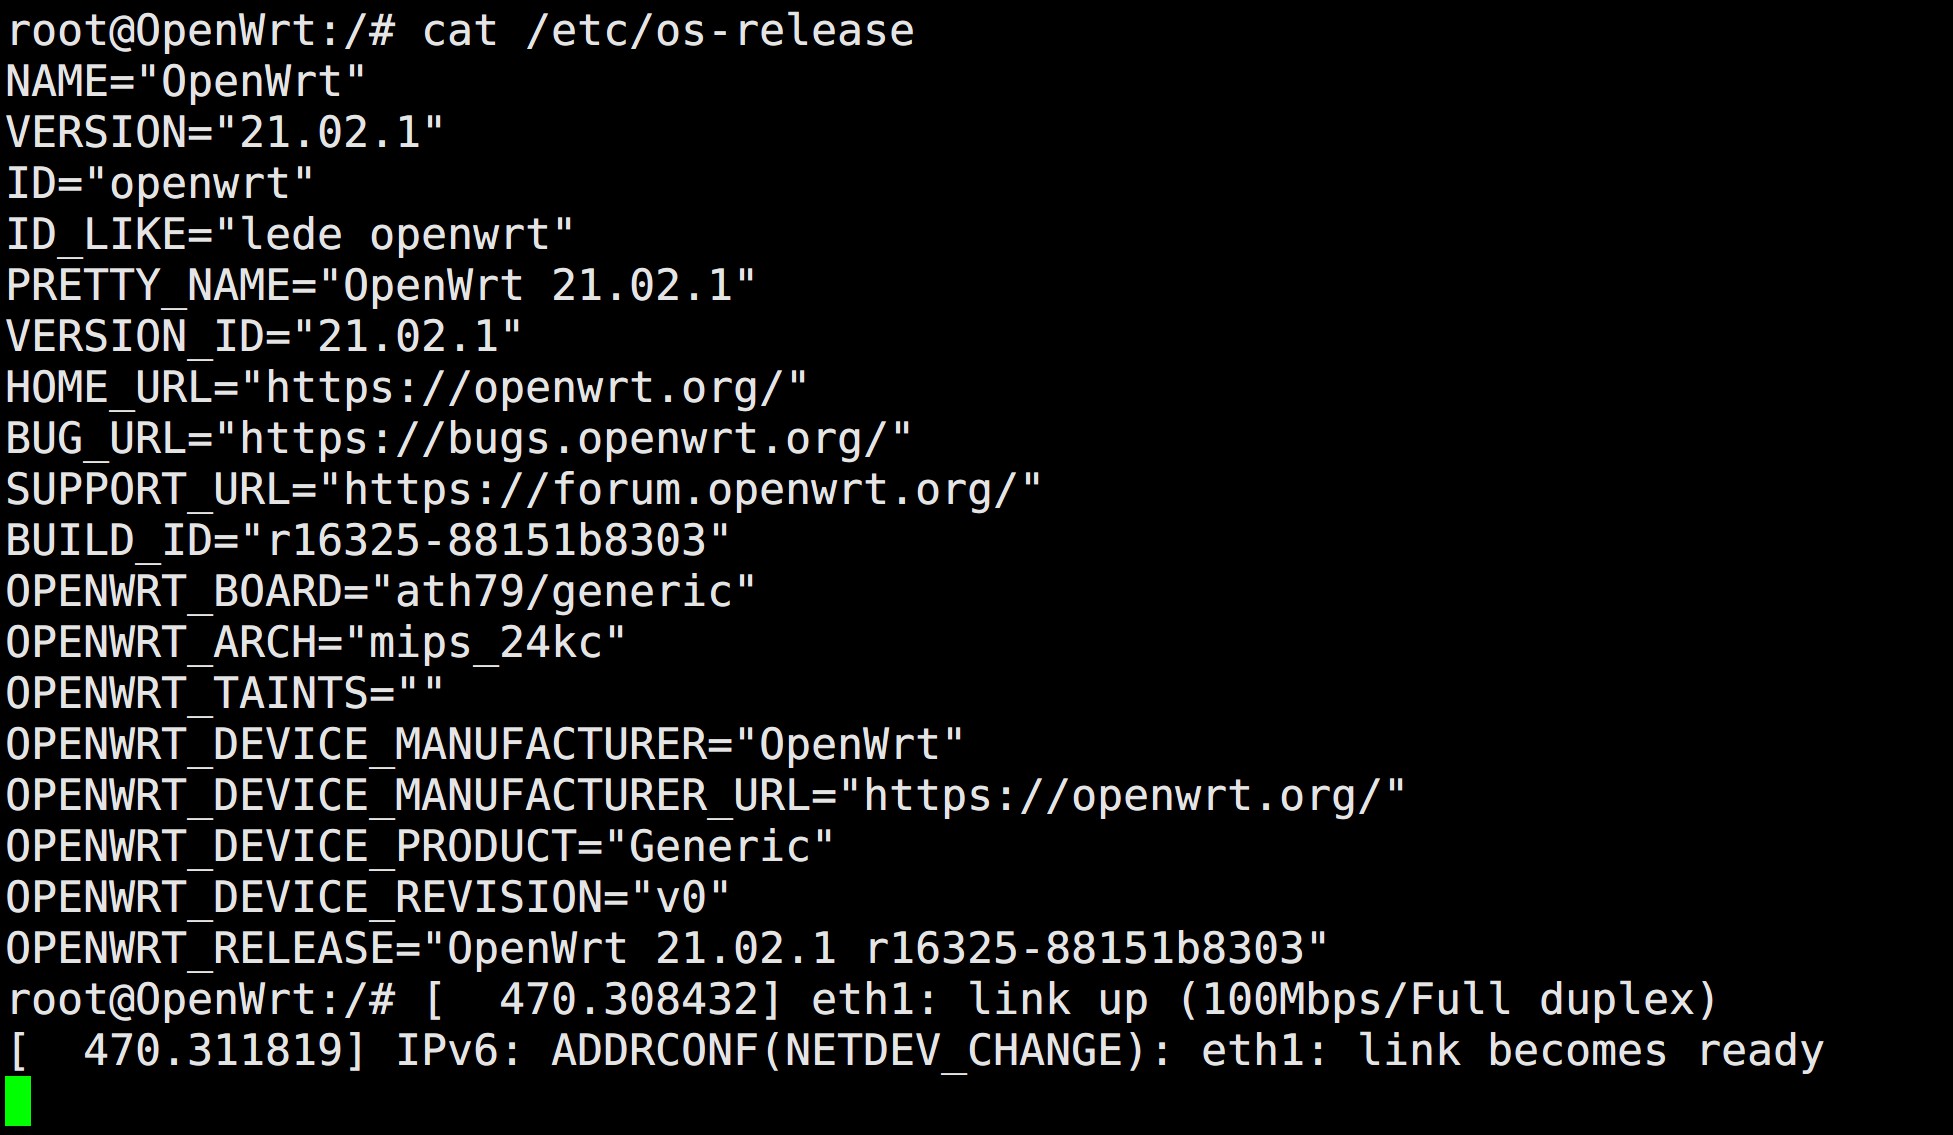 root@OpenWrt:/# cat /etc/os-release
NAME="OpenWrt"
VERSION="21.02.1"
ID="openwrt"
ID_LIKE="lede openwrt"
PRETTY_NAME="OpenWrt 21.02.1"
VERSION_ID="21.02.1"
HOME_URL="https://openwrt.org/"
BUG_URL="https://bugs.openwrt.org/"
SUPPORT_URL="https://forum.openwrt.org/"
BUILD_ID="r16325-88151b8303"
OPENWRT_BOARD="ath79/generic"
OPENWRT_ARCH="mips_24kc"
OPENWRT_TAINTS=""
OPENWRT_DEVICE_MANUFACTURER="OpenWrt"
OPENWRT_DEVICE_MANUFACTURER_URL="https://openwrt.org/"
OPENWRT_DEVICE_PRODUCT="Generic"
OPENWRT_DEVICE_REVISION="v0"
OPENWRT_RELEASE="OpenWrt 21.02.1 r16325-88151b8303"
root@OpenWrt:/# [  470.308432] eth1: link up (100Mbps/Full duplex)
[  470.311819] IPv6: ADDRCONF(NETDEV_CHANGE): eth1: link becomes ready